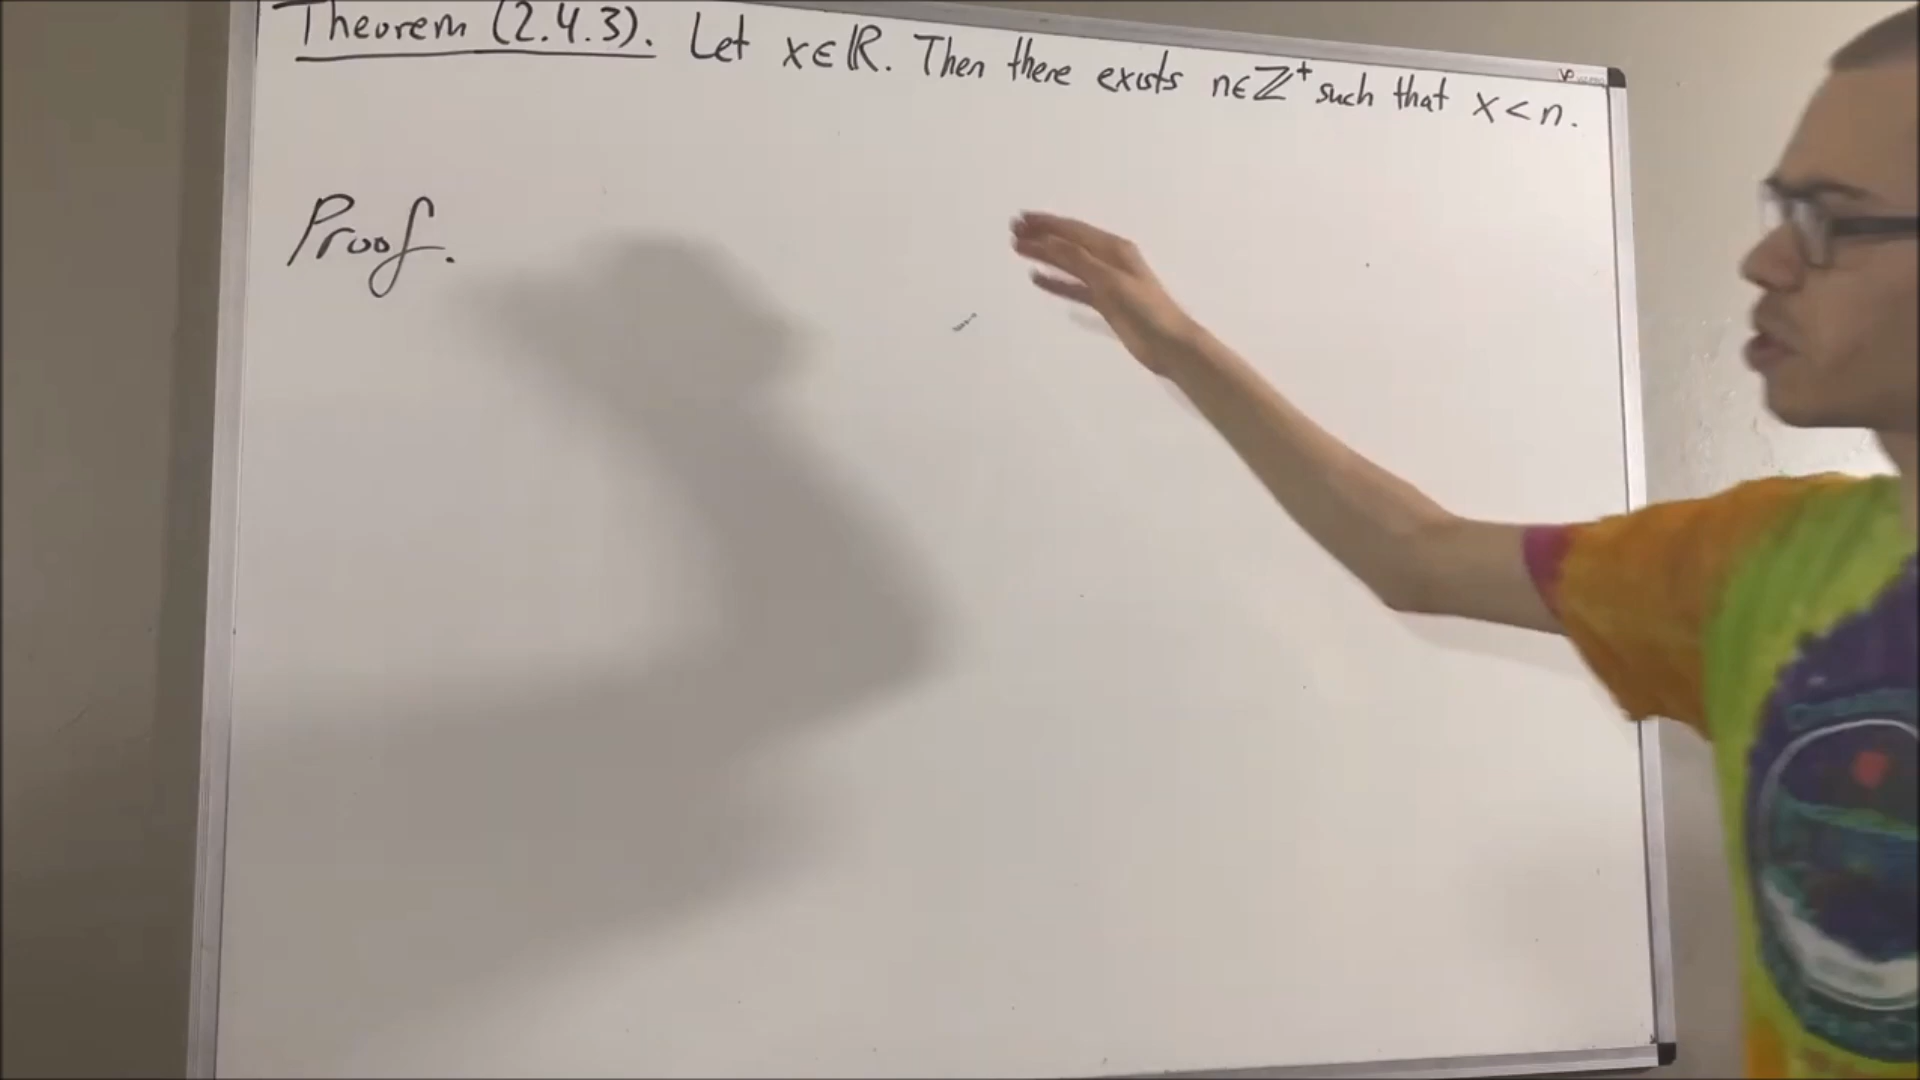 Theorem (2.4.3). Let x∈ℝ. Then there exists n∈ℤ⁺ such that x < n.
Proof.